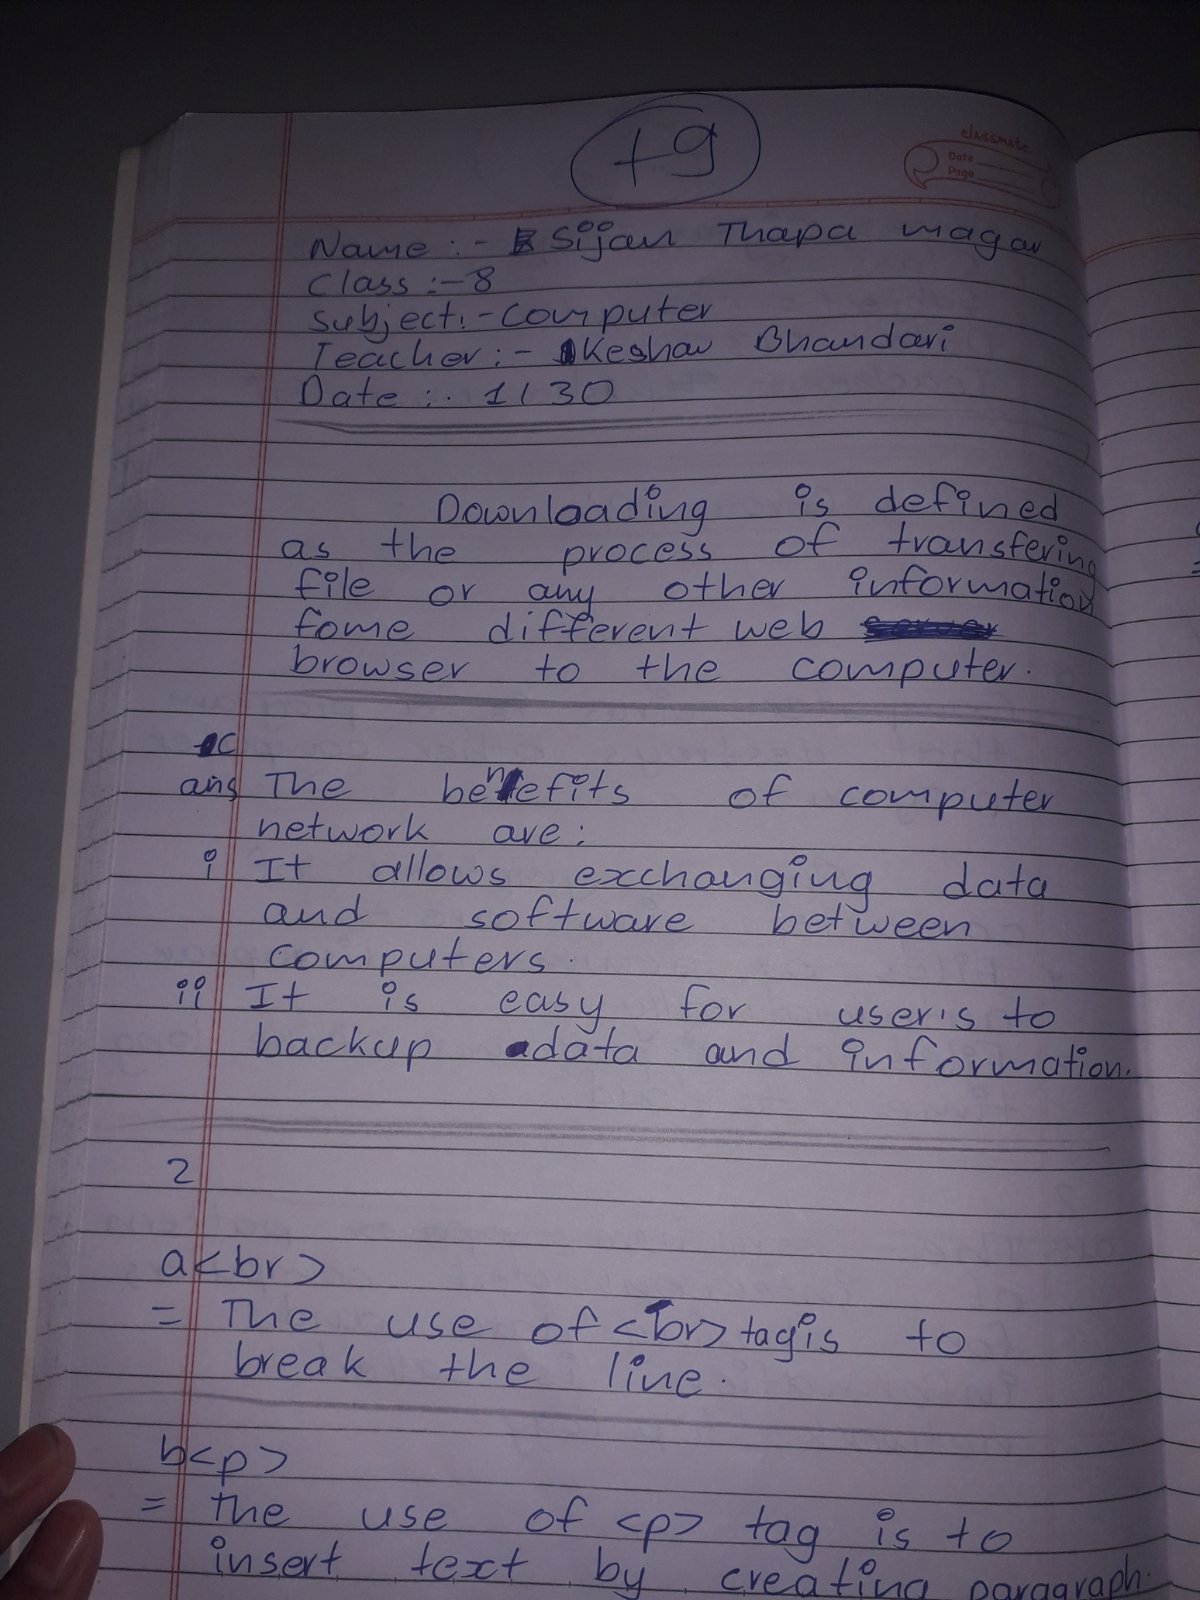 +9
classmate
Date
Page
Name :- Sijan Thapa magar
Class :- 8
Subject:- Computer
Teacher :- Keshav Bhandari
Date :- 1/30
Downloading is defined
as the process of transfering
file or any other information
fome different web
browser to the computer.
c
ans The benefits of computer
network are:
i It allows exchanging data
and software between
computers.
ii It is easy for user's to
backup data and information.
2
a <br>
= The use of <br> tag is to
break the line.
b <p>
= the use of <p> tag is to
insert text by creating paragraph.